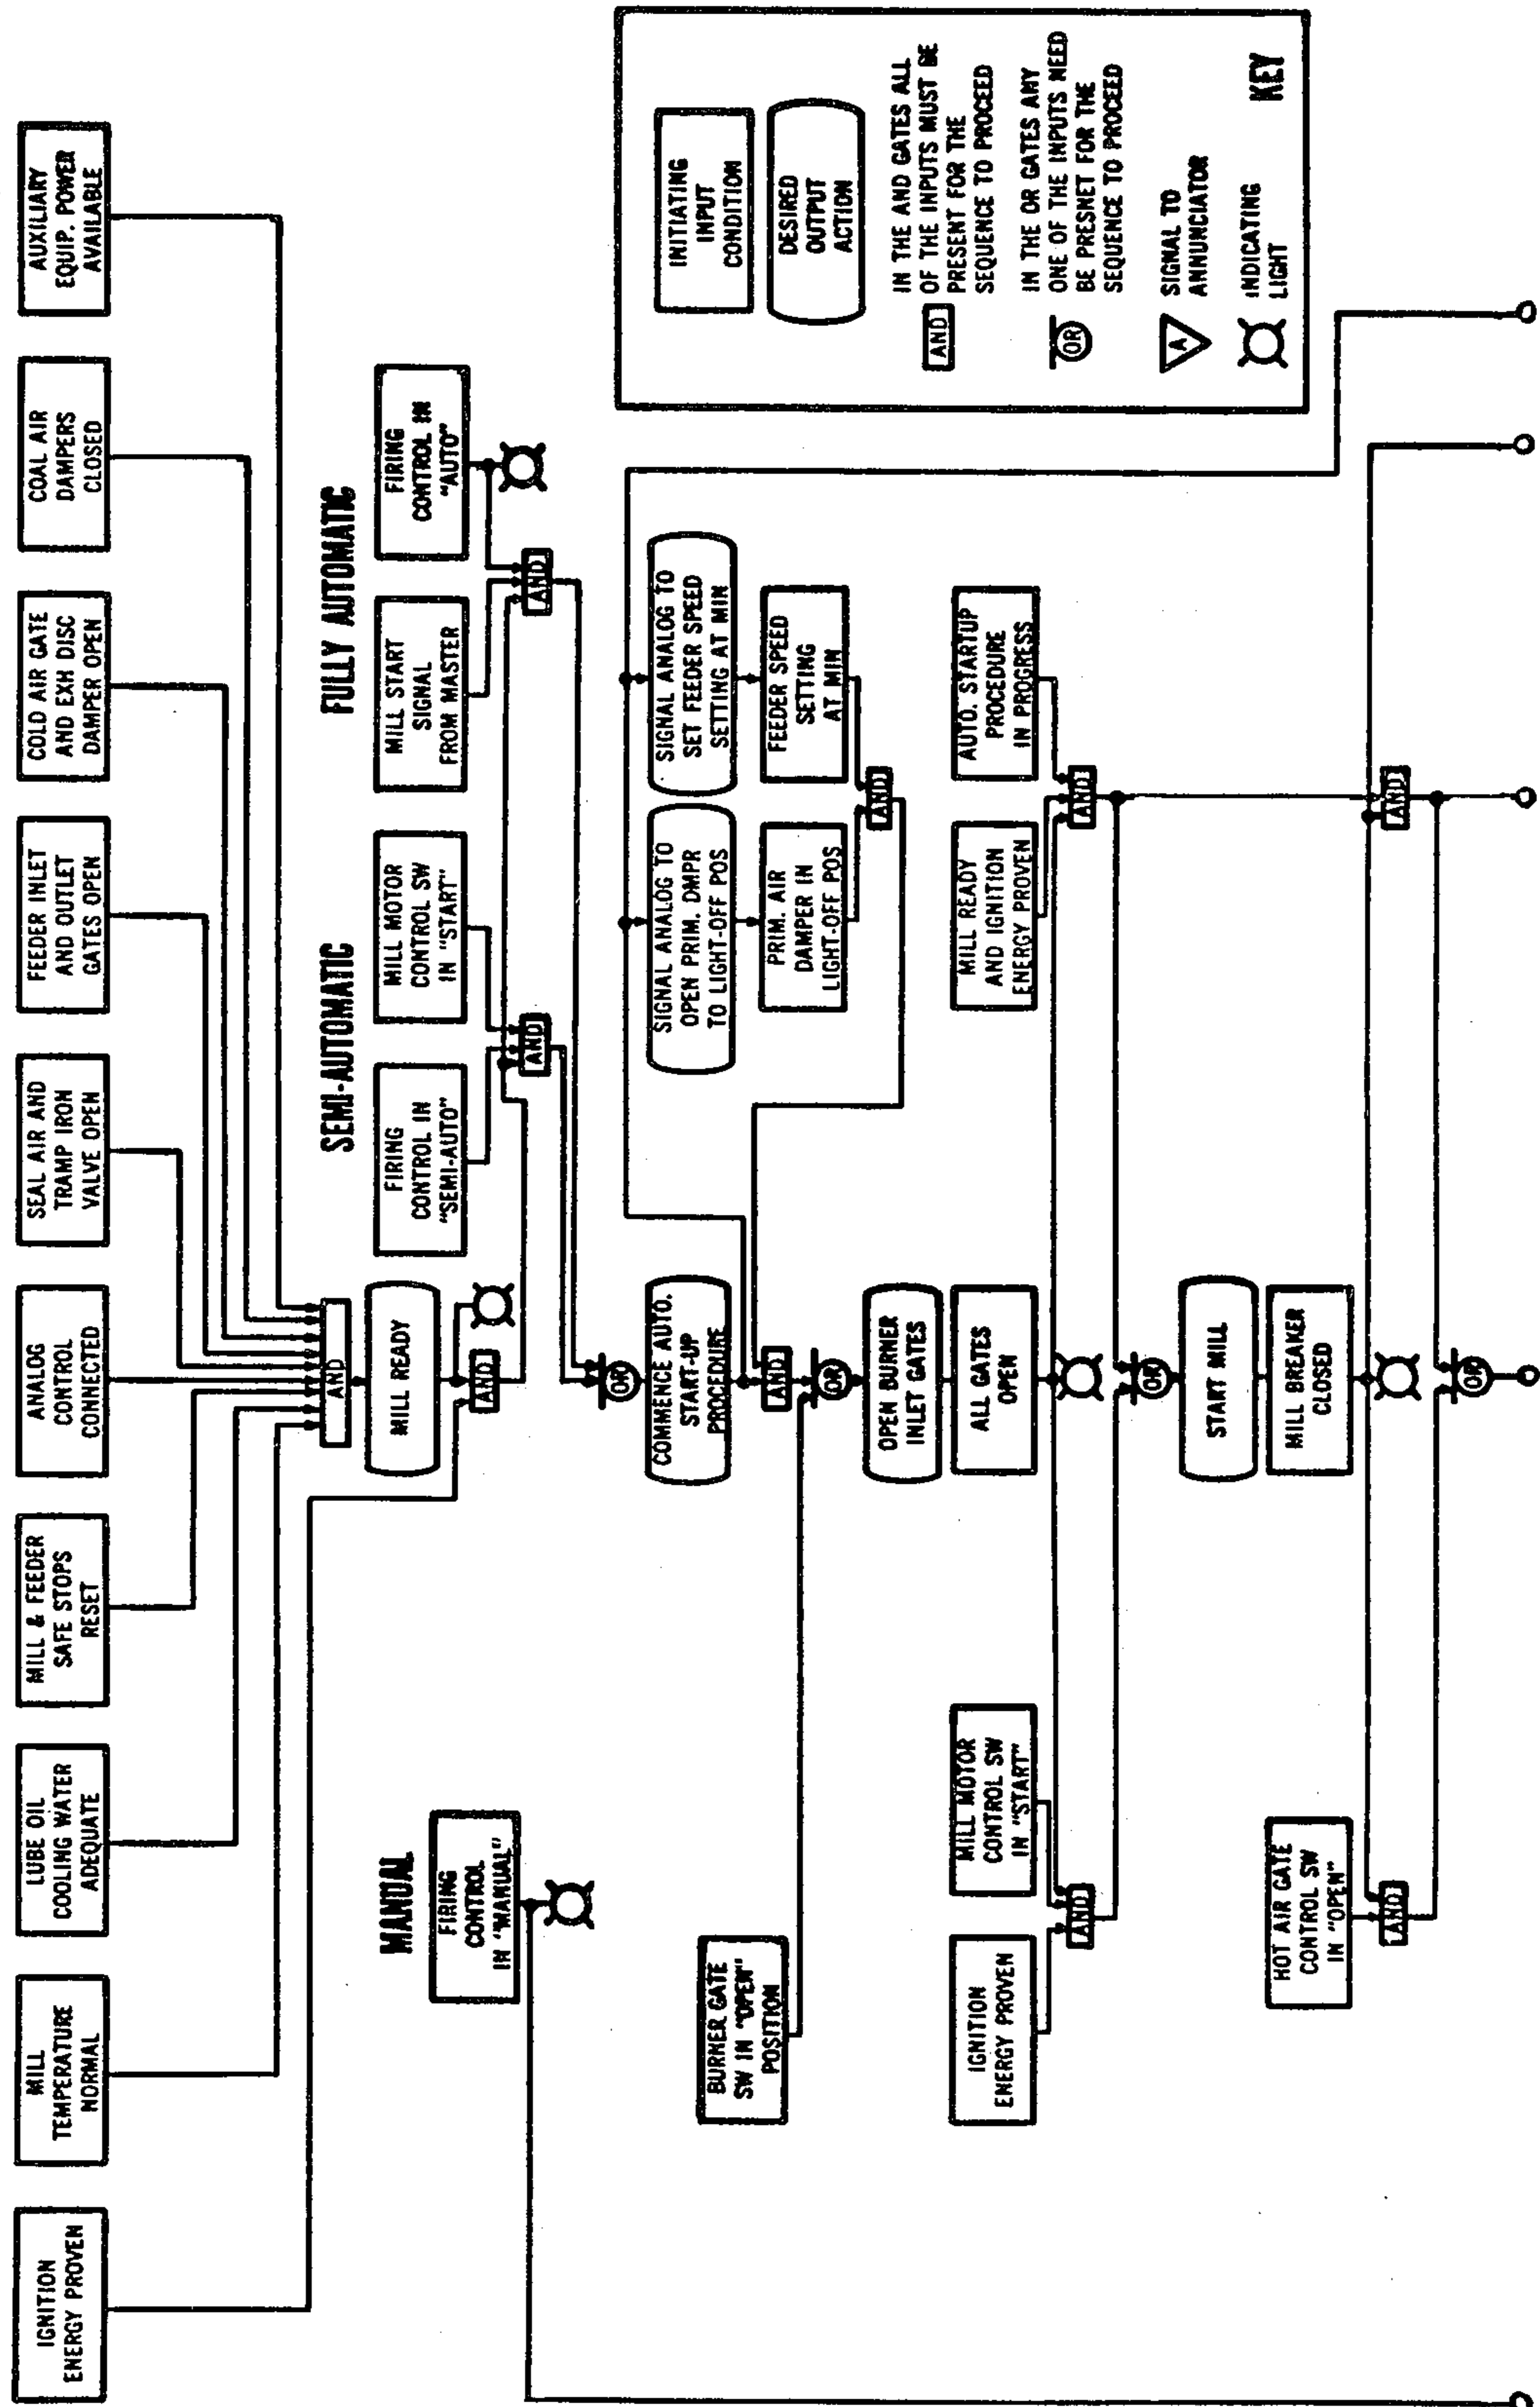 IGNITION
ENERGY PROVEN
MILL
TEMPERATURE
NORMAL
LUBE OIL
COOLING WATER
ADEQUATE
MILL & FEEDER
SAFE STOPS
RESET
ANALOG
CONTROL
CONNECTED
SEAL AIR AND
TRAMP IRON
VALVE OPEN
FEEDER INLET
AND OUTLET
GATES OPEN
COLD AIR GATE
AND EXH DISC
DAMPER OPEN
COAL AIR
DAMPERS
CLOSED
AUXILIARY
EQUIP. POWER
AVAILABLE
AND
MILL READY
AND
MANUAL
FIRING
CONTROL
IN "MANUAL"
SEMI-AUTOMATIC
FIRING
CONTROL IN
"SEMI-AUTO"
MILL MOTOR
CONTROL SW
IN "START"
AND
FULLY AUTOMATIC
MILL START
SIGNAL
FROM MASTER
FIRING
CONTROL IN
"AUTO"
AND
OR
COMMENCE AUTO.
START-UP
PROCEDURE
SIGNAL ANALOG TO
OPEN PRIM. DMPR
TO LIGHT-OFF POS
SIGNAL ANALOG TO
SET FEEDER SPEED
SETTING AT MIN
PRIM. AIR
DAMPER IN
LIGHT-OFF POS
FEEDER SPEED
SETTING
AT MIN
AND
BURNER GATE
SW IN "OPEN"
POSITION
AND
OR
OPEN BURNER
INLET GATES
ALL GATES
OPEN
IGNITION
ENERGY PROVEN
MILL MOTOR
CONTROL SW
IN "START"
AND
MILL READY
AND IGNITION
ENERGY PROVEN
AUTO. STARTUP
PROCEDURE
IN PROGRESS
AND
OR
START MILL
MILL BREAKER
CLOSED
HOT AIR GATE
CONTROL SW
IN "OPEN"
AND
AND
OR
INITIATING
INPUT
CONDITION
DESIRED
OUTPUT
ACTION
AND
IN THE AND GATES ALL
OF THE INPUTS MUST BE
PRESENT FOR THE
SEQUENCE TO PROCEED
OR
IN THE OR GATES ANY
ONE OF THE INPUTS NEED
BE PRESNET FOR THE
SEQUENCE TO PROCEED
A
SIGNAL TO
ANNUNCIATOR
INDICATING
LIGHT
KEY